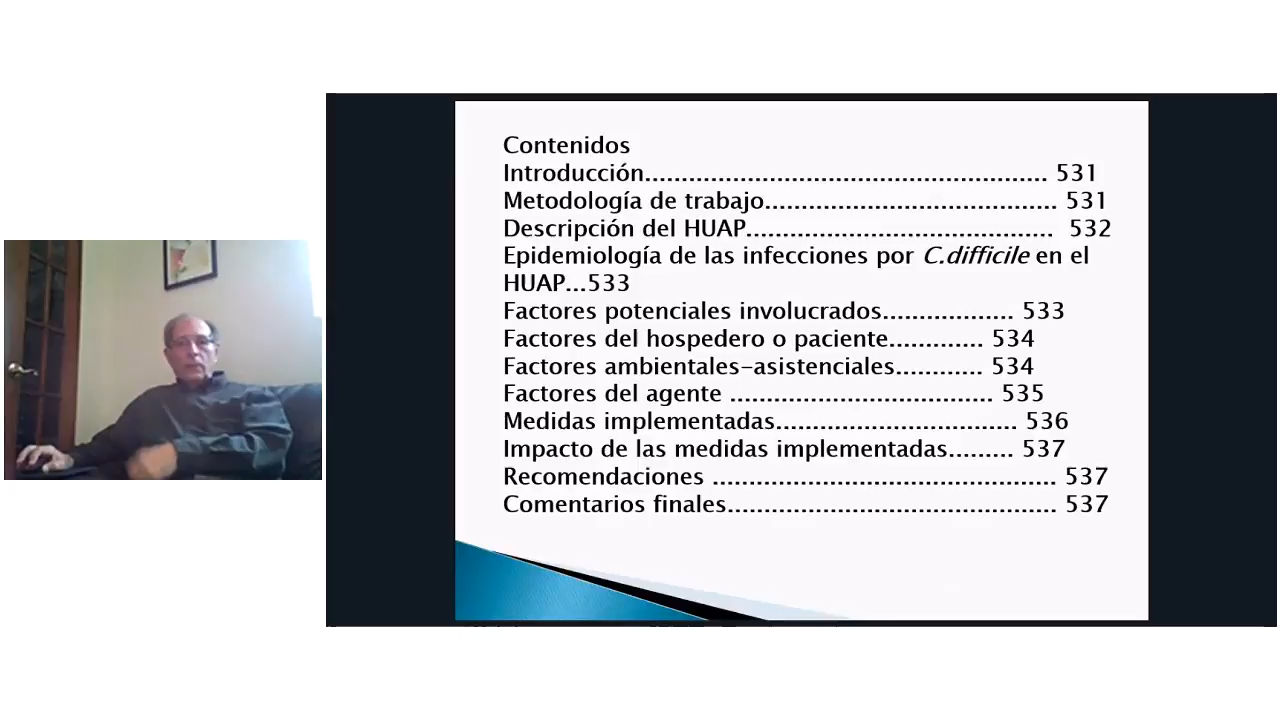 Contenidos
Introducción............................................... 531
Metodología de trabajo........................................ 531
Descripción del HUAP.......................................... 532
Epidemiología de las infecciones por C.difficile en el
HUAP...533
Factores potenciales involucrados.................. 533
Factores del hospedero o paciente............. 534
Factores ambientales-asistenciales............ 534
Factores del agente .................................... 535
Medidas implementadas................................. 536
Impacto de las medidas implementadas......... 537
Recomendaciones ............................................... 537
Comentarios finales............................................. 537